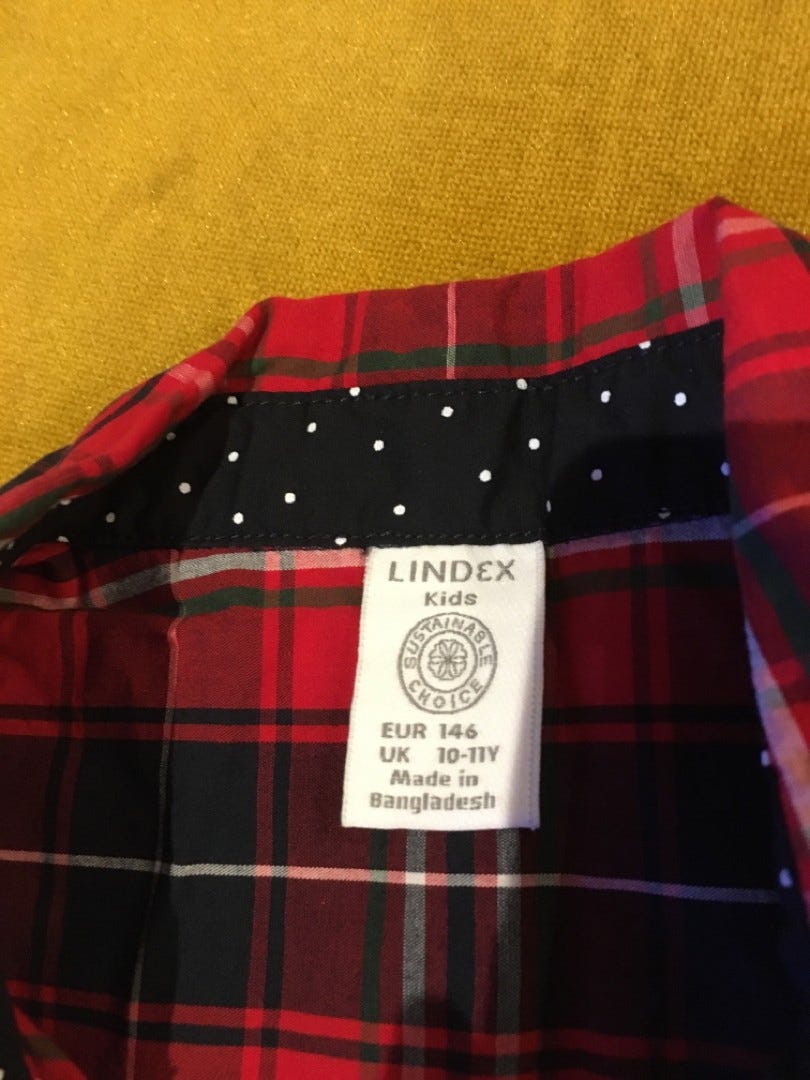 LINDEX
Kids
SUSTAINABLE
CHOICE
EUR 146
UK 10-11Y
Made in
Bangladesh